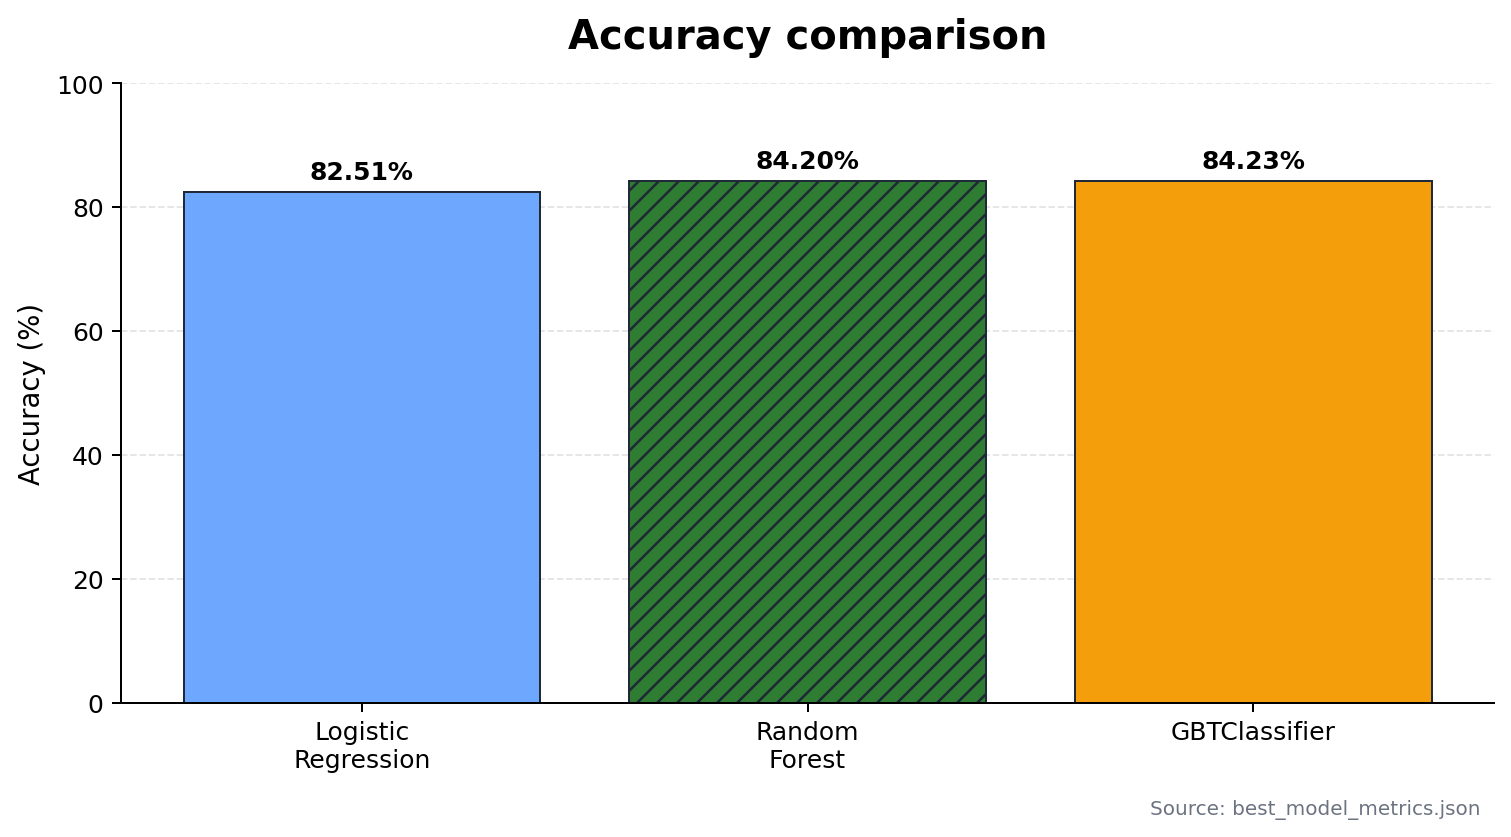 Accuracy comparison
Accuracy (%)
100
80
60
40
20
0
82.51%
84.20%
84.23%
Logistic
Regression
Random
Forest
GBTClassifier
Source: best_model_metrics.json